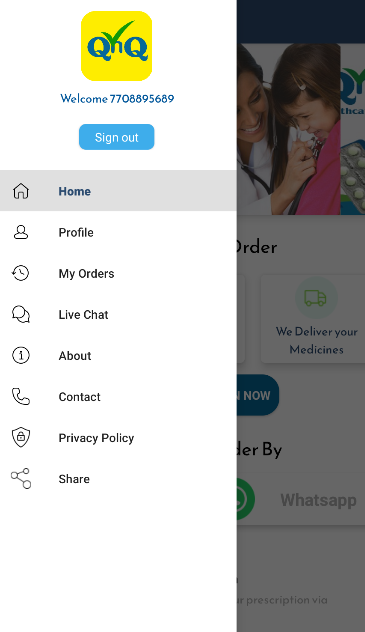 QnQ
Welcome 7708895689
Sign out
Home
Profile
My Orders
Live Chat
About
Contact
Privacy Policy
Share
Order
We Deliver your
Medicines
NOW
By
Whatsapp
prescription via